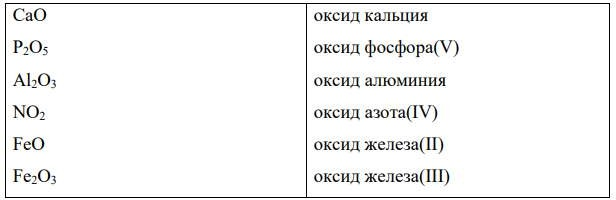 CaO оксид кальция
P₂O₅ оксид фосфора(V)
Al₂O₃ оксид алюминия
NO₂ оксид азота(IV)
FeO оксид железа(II)
Fe₂O₃ оксид железа(III)